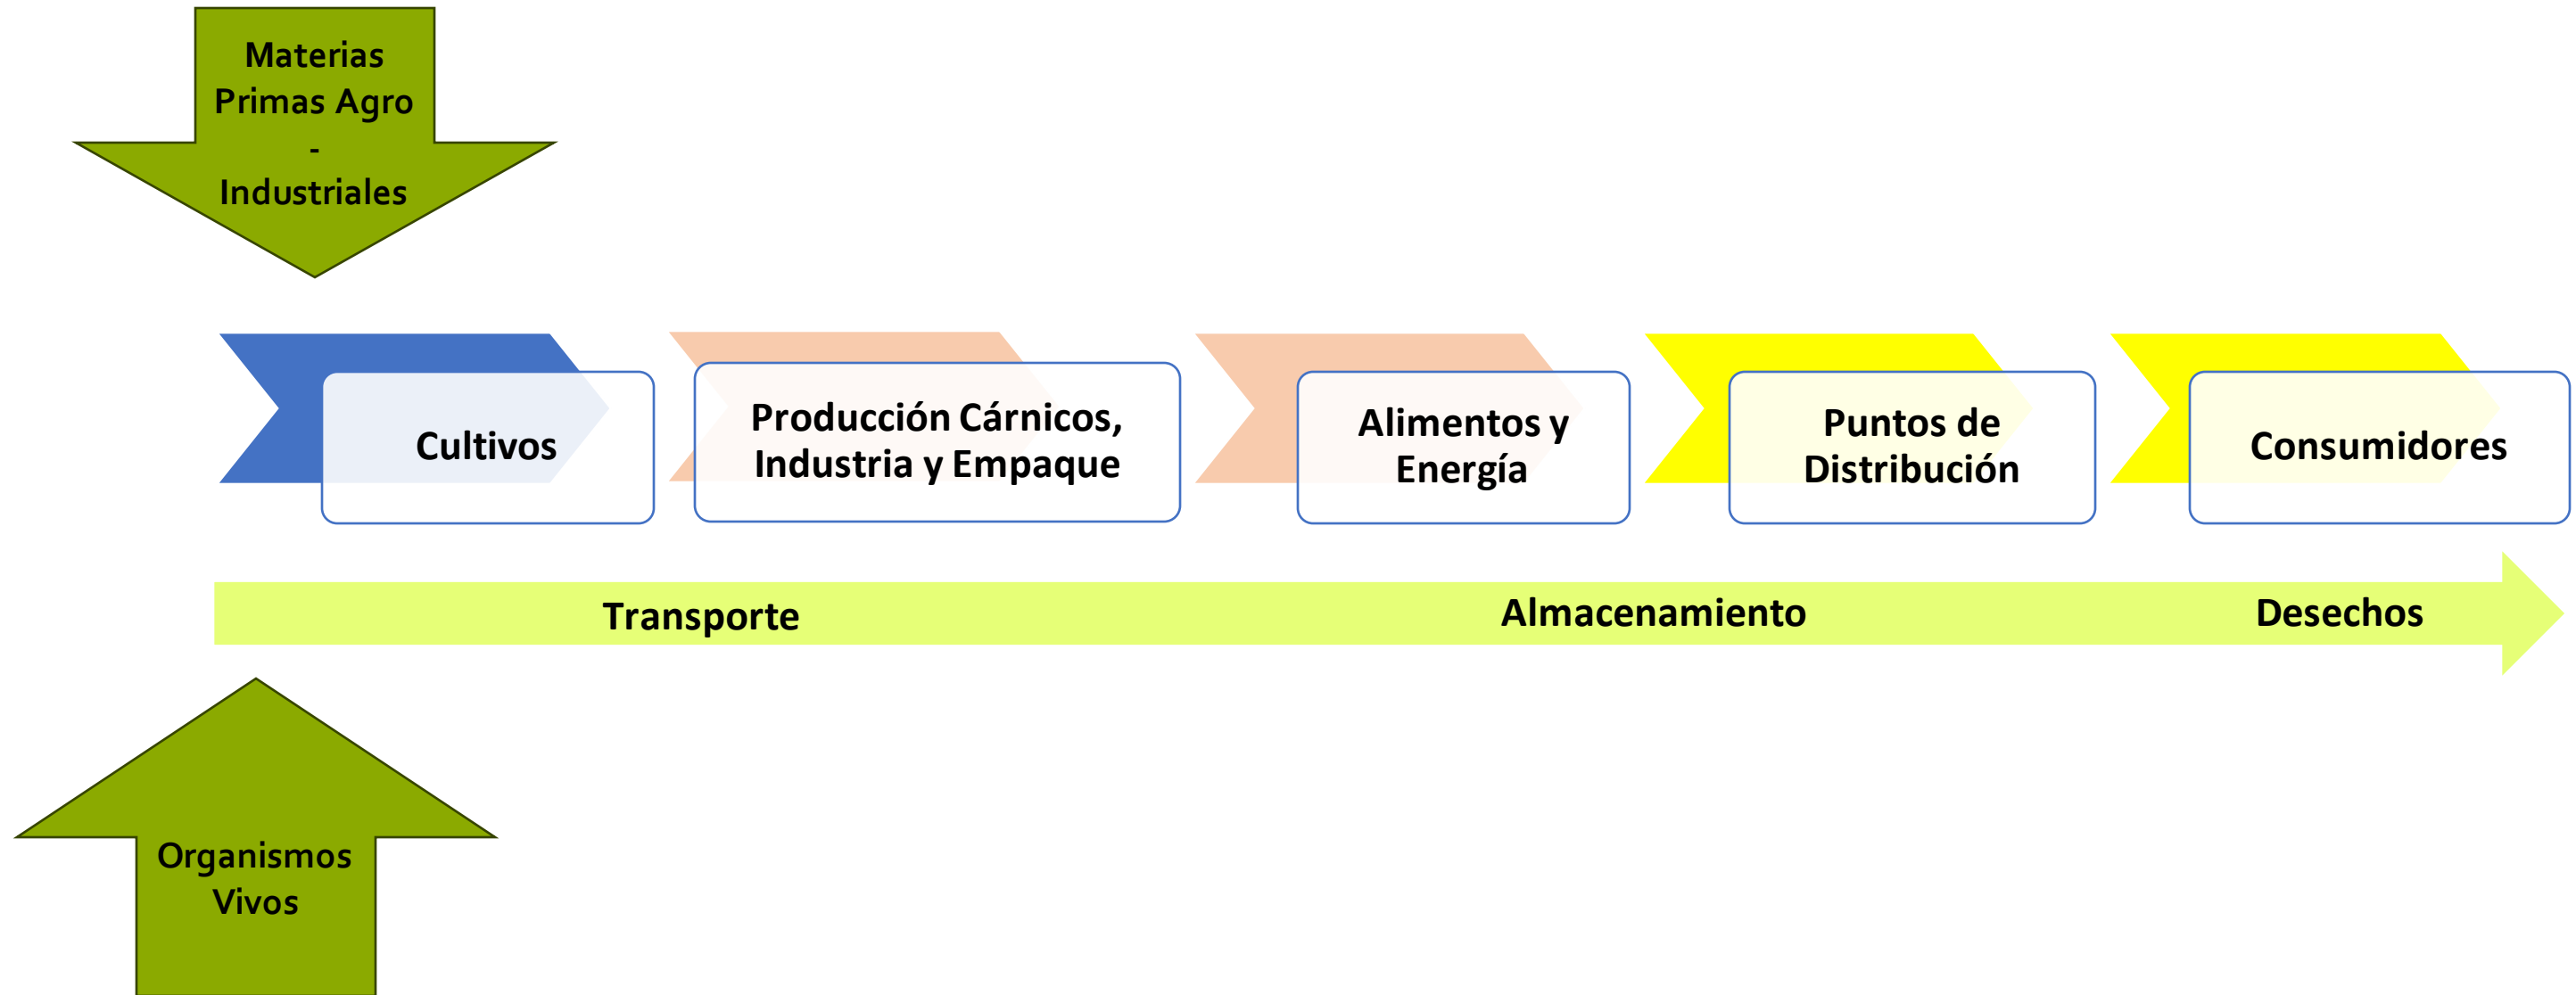 Materias
Primas Agro
-
Industriales
Cultivos
Producción Cárnicos,
Industria y Empaque
Alimentos y
Energía
Puntos de
Distribución
Consumidores
Transporte
Almacenamiento
Desechos
Organismos
Vivos